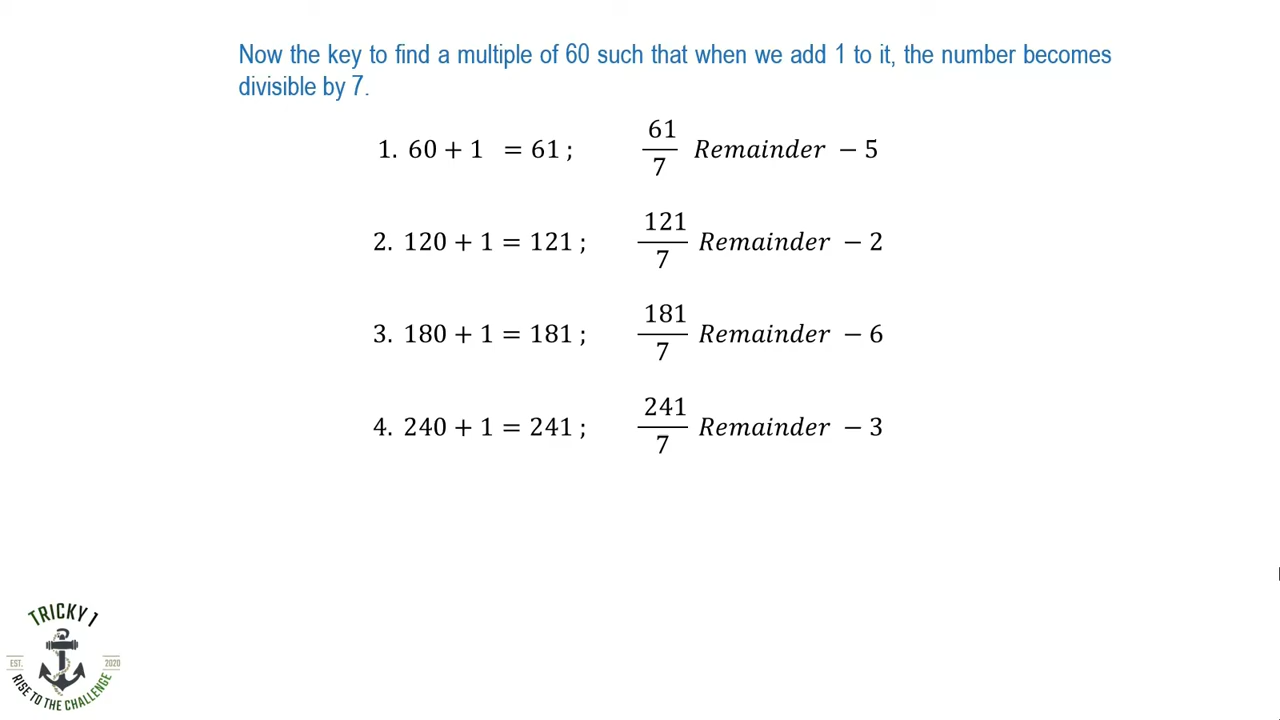 Now the key to find a multiple of 60 such that when we add 1 to it, the number becomes
divisible by 7.
1. 60 + 1 = 61 ; 61/7 Remainder − 5
2. 120 + 1 = 121 ; 121/7 Remainder − 2
3. 180 + 1 = 181 ; 181/7 Remainder − 6
4. 240 + 1 = 241 ; 241/7 Remainder − 3
TRICKY 1
EST. 2020
RISE TO THE CHALLENGE